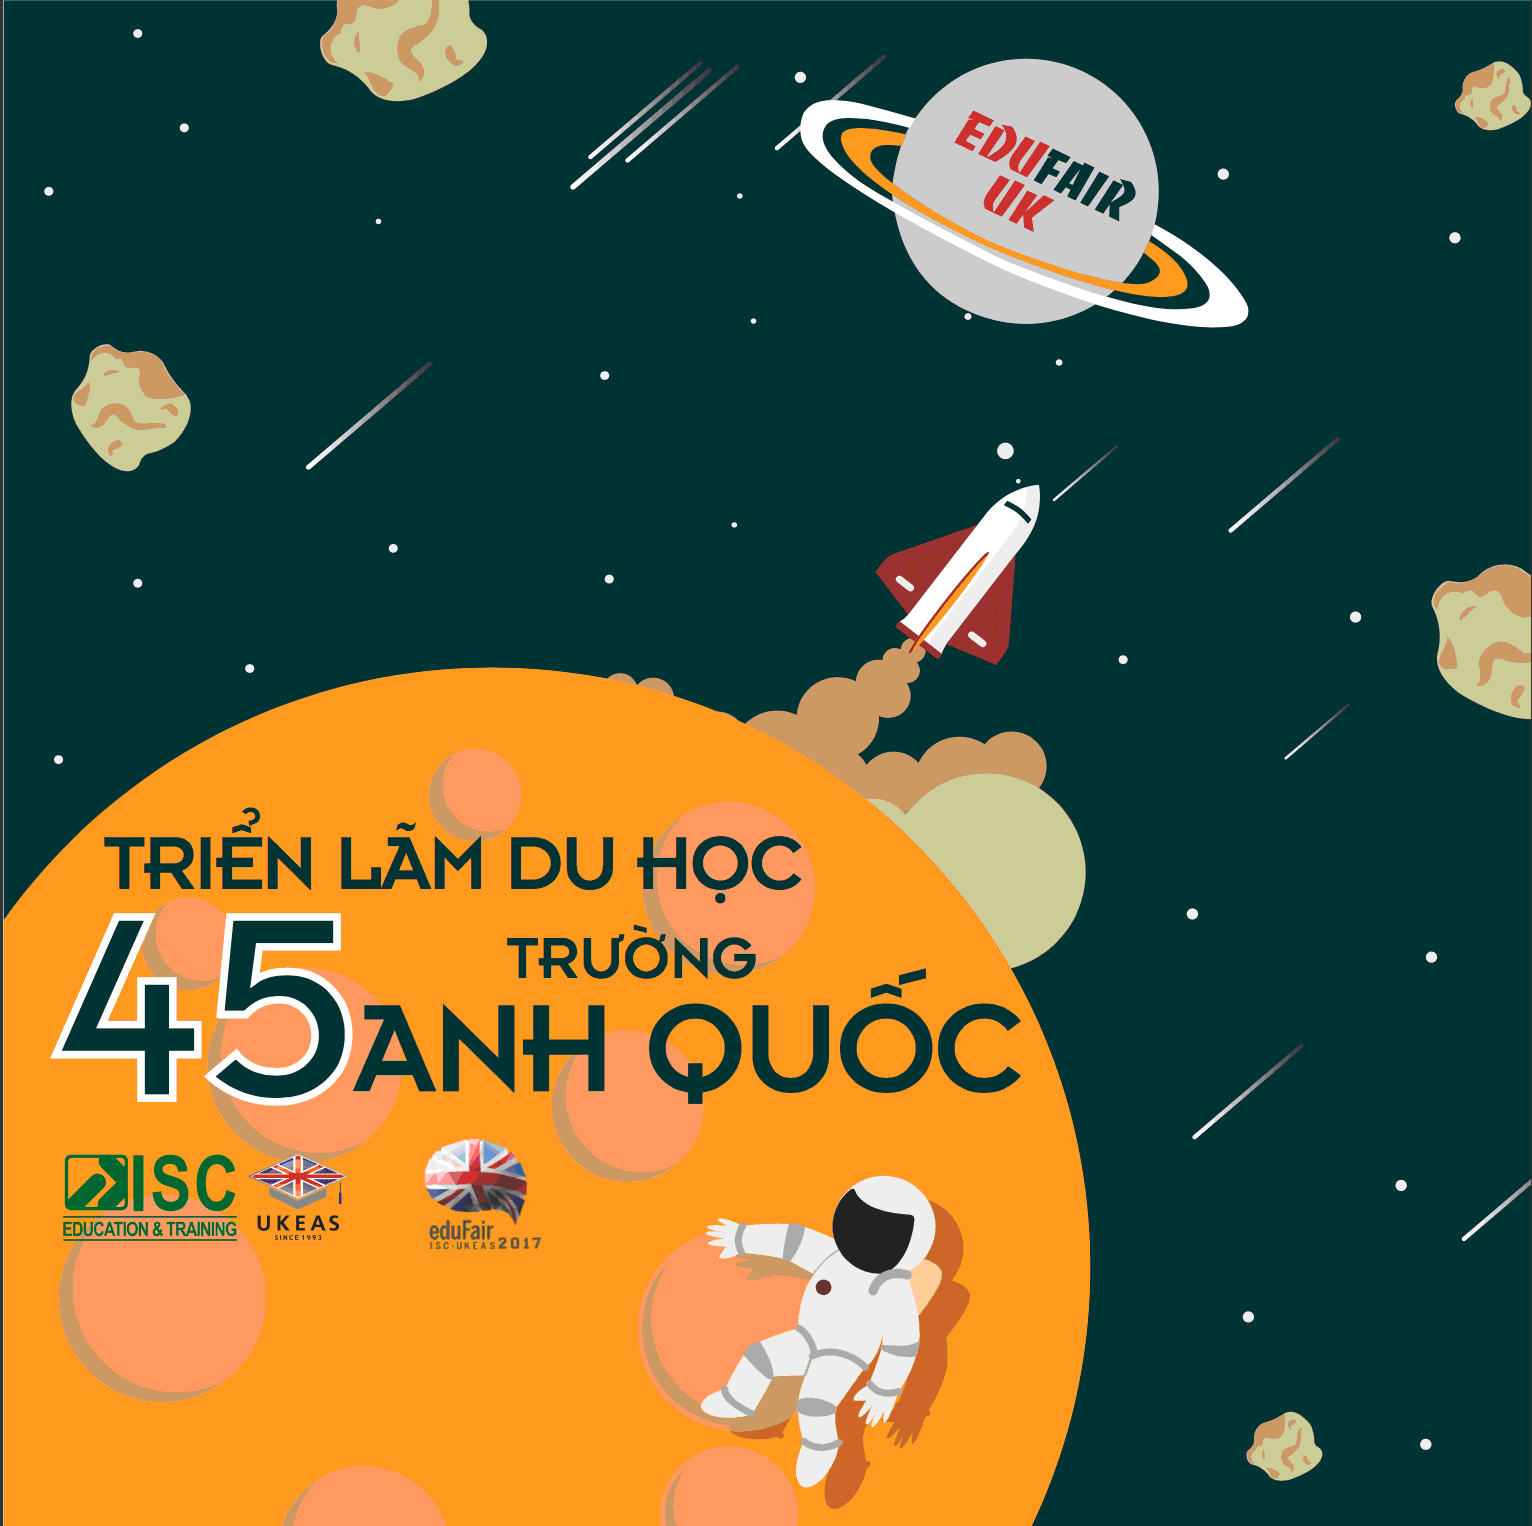 EDUFAIR
UK
TRIỂN LÃM DU HỌC
45 TRƯỜNG
ANH QUỐC
ISC
EDUCATION & TRAINING
UKEAS
SINCE 1993
eduFair
ISC-UKEAS 2017